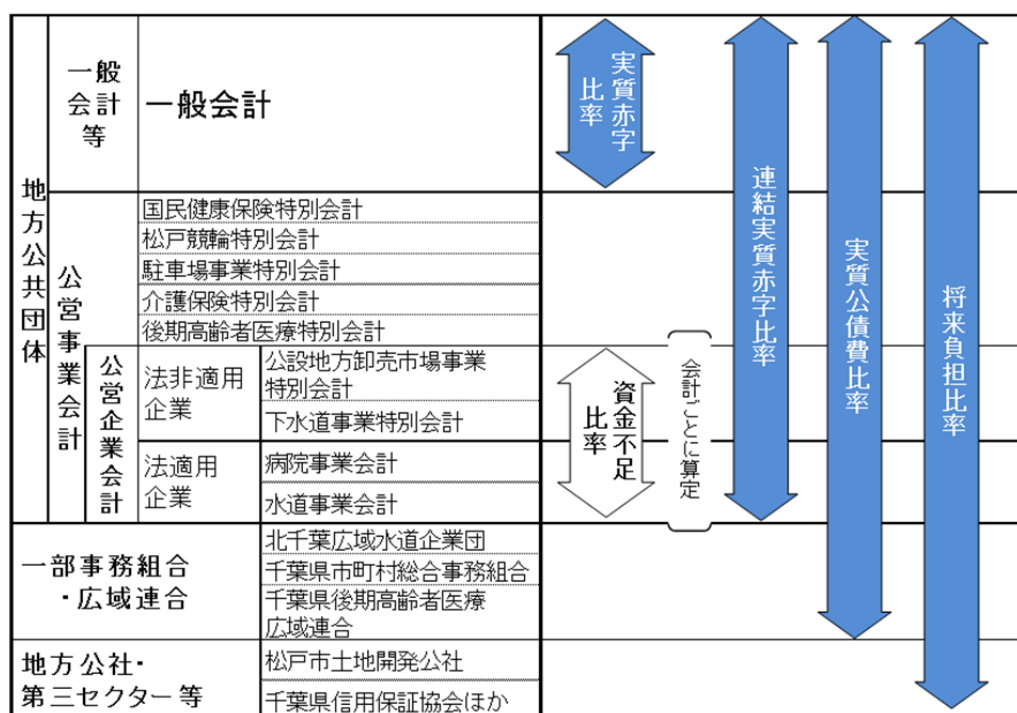 地方公共団体
一般
会計
等
一般会計
公営事業会計
国民健康保険特別会計
松戸競輪特別会計
駐車場事業特別会計
介護保険特別会計
後期高齢者医療特別会計
公営企業会計
法非適用
企業
公設地方卸売市場事業
特別会計
下水道事業特別会計
法適用
企業
病院事業会計
水道事業会計
一部事務組合
・広域連合
北千葉広域水道企業団
千葉県市町村総合事務組合
千葉県後期高齢者医療
広域連合
地方公社・
第三セクター等
松戸市土地開発公社
千葉県信用保証協会ほか
実質赤字
比率
資金不足
比率
会計ごとに算定
連結実質赤字比率
実質公債費比率
将来負担比率